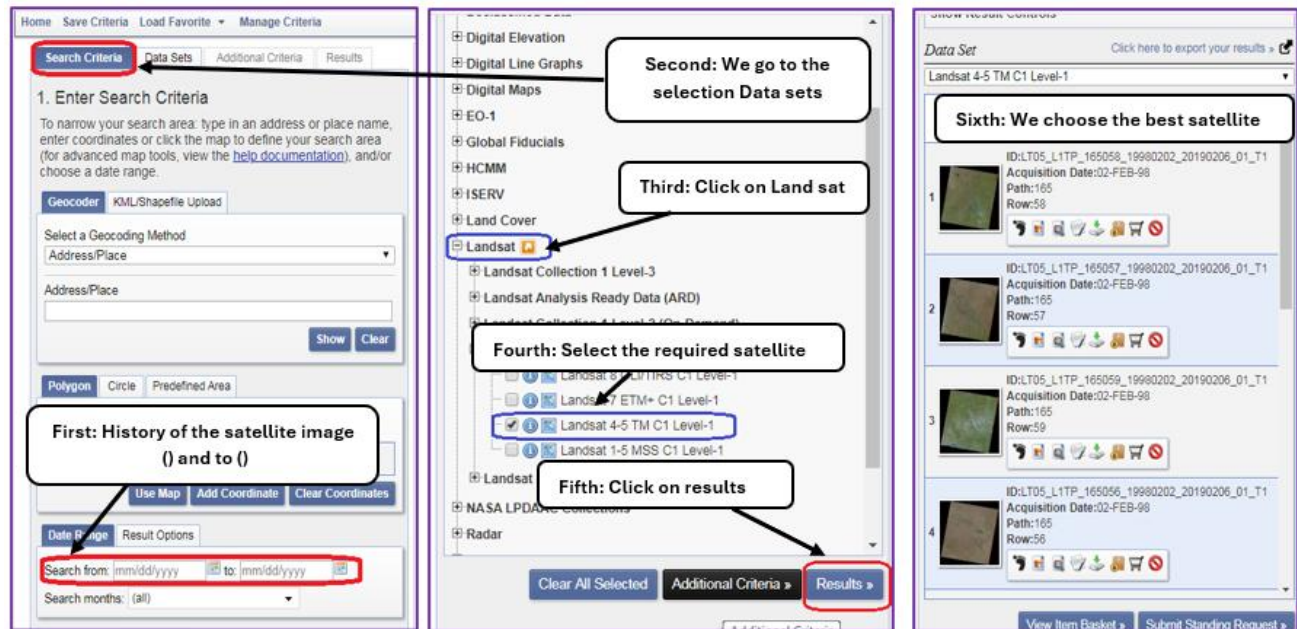 Home Save Criteria Load Favorite Manage Criteria
Search Criteria Data Sets Additional Criteria Results
1. Enter Search Criteria
To narrow your search area: type in an address or place name,
enter coordinates or click the map to define your search area
(for advanced map tools, view the help documentation), and/or
choose a date range.
Geocoder KML/Shapefile Upload
Select a Geocoding Method
Address/Place
Address/Place
Show Clear
Polygon Circle Predefined Area
First: History of the satellite image
() and to ()
Use Map Add Coordinate Clear Coordinates
Date Range Result Options
Search from: mm/dd/yyyy to: mm/dd/yyyy
Search months: (all)
Digital Elevation
Second: We go to the
selection Data sets
Digital Line Graphs
Digital Maps
EO-1
Global Fiducials
HCMM
Third: Click on Land sat
ISERV
Land Cover
Landsat
Landsat Collection 1 Level-3
Landsat Analysis Ready Data (ARD)
Fourth: Select the required satellite
ETM+ C1 Level-1
Landsat 4-5 TM C1 Level-1
Landsat 1-5 MSS C1 Level-1
Landsat
Fifth: Click on results
NASA
Radar
Clear All Selected Additional Criteria » Results »
Data Set Click here to export your results »
Landsat 4-5 TM C1 Level-1
Sixth: We choose the best satellite
1
ID:LT05_L1TP_165058_19980202_20190206_01_T1
Acquisition Date:02-FEB-98
Path:165
Row:58
2
ID:LT05_L1TP_165057_19980202_20190206_01_T1
Acquisition Date:02-FEB-98
Path:165
Row:57
3
ID:LT05_L1TP_165059_19980202_20190206_01_T1
Acquisition Date:02-FEB-98
Path:165
Row:59
4
ID:LT05_L1TP_165056_19980202_20190206_01_T1
Acquisition Date:02-FEB-98
Path:165
Row:56
View Item Basket » Submit Standing Request »